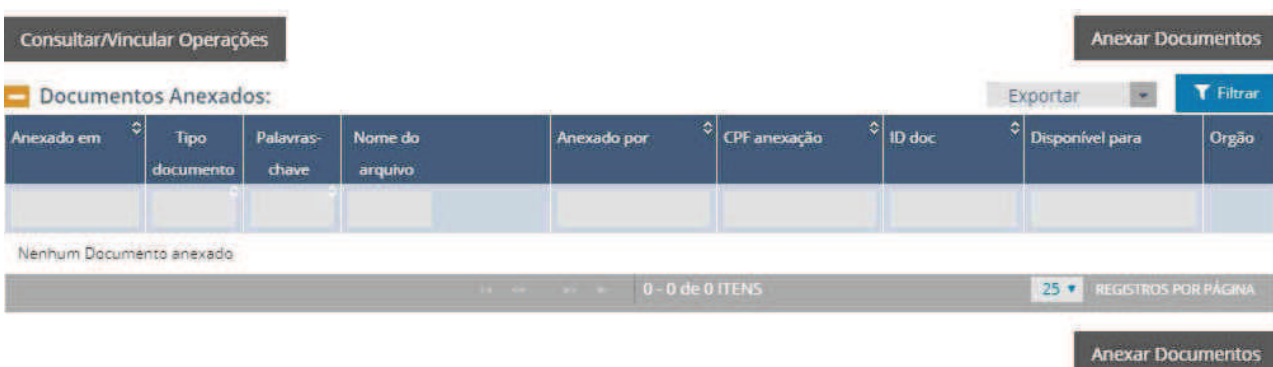 Consultar/Vincular Operações
Anexar Documentos
Documentos Anexados:
Exportar
Filtrar
Anexado em
Tipo documento
Palavras-chave
Nome do arquivo
Anexado por
CPF anexação
ID doc
Disponível para
Orgão
Nenhum Documento anexado
0 - 0 de 0 ITENS
25
REGISTROS POR PÁGINA
Anexar Documentos